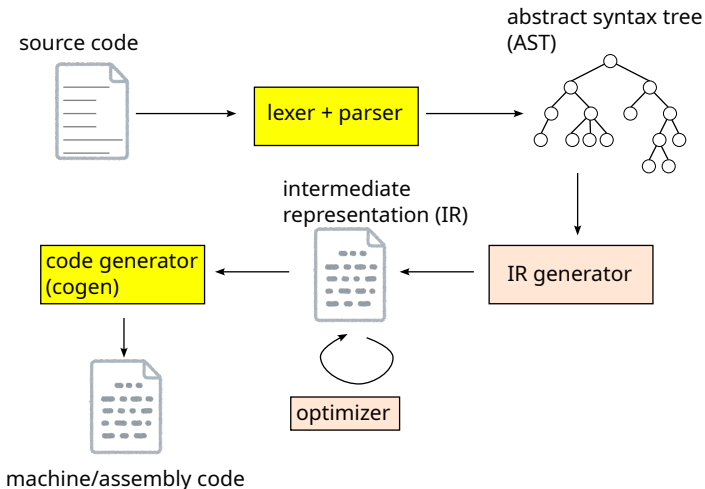 source code
lexer + parser
abstract syntax tree
(AST)
IR generator
intermediate
representation (IR)
optimizer
code generator
(cogen)
machine/assembly code